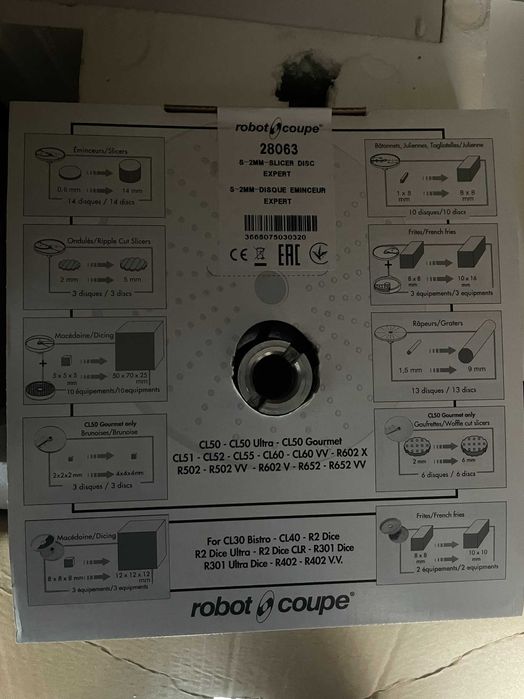 robot coupe®
28063
S-2MM-SLICER DISC
EXPERT
S-2MM-DISQUE EMINCEUR
EXPERT
3665075030320
CE EAC
Éminceurs/Slicers
0,6 mm 14 mm
14 disques / 14 discs
Ondulés/Ripple Cut Slicers
2 mm 5 mm
3 disques / 3 discs
Macédoine/Dicing
+
5 x 5 x 5 mm 50 x 70 x 25 mm
10 équipements/10equipments
CL50 Gourmet only
Brunoises/Brunoise
2x2x2 mm 4x4x4mm
3 disques / 3 discs
Bâtonnets, Juliennes, Tagliatelles/Julienne
1 x 8 mm 8 x 8 mm
10 disques/10 discs
Frites/French fries
+
8 x 8 mm 10 x 16 mm
3 équipements/3 equipments
Râpeurs/Graters
1,5 mm 9 mm
13 disques / 13 discs
CL50 Gourmet only
Gaufrettes/Waffle cut slicers
2 mm 6 mm
6 disques / 6 discs
CL50 - CL50 Ultra - CL50 Gourmet
CL51 - CL52 - CL55 - CL60 - CL60 VV - R602 X
R502 - R502 VV - R602 V - R652 - R652 VV
Macédoine/Dicing
8 x 8 x 8 mm 12 x 12 x 12 mm
3 équipements/3 equipments
For CL30 Bistro - CL40 - R2 Dice
R2 Dice Ultra - R2 Dice CLR - R301 Dice
R301 Ultra Dice - R402 - R402 V.V.
Frites/French fries
8 x 8 mm 10 x 10 mm
2 équipements/2 equipments
robot coupe®